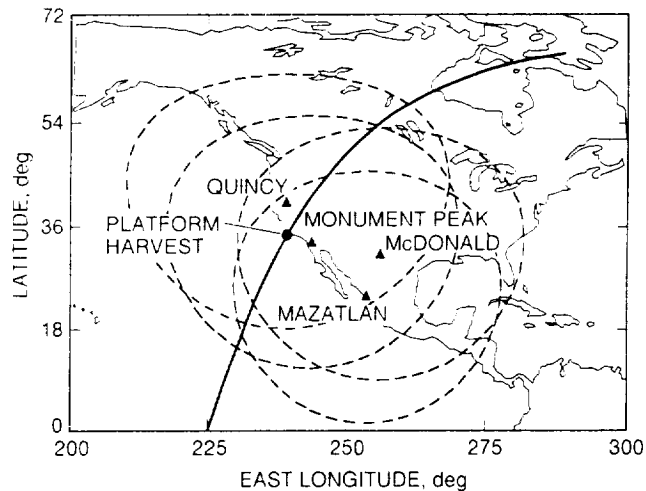 72
54
36
18
0
LATITUDE, deg
QUINCY
PLATFORM
HARVEST
MONUMENT PEAK
McDONALD
MAZATLAN
200
225
250
275
300
EAST LONGITUDE, deg